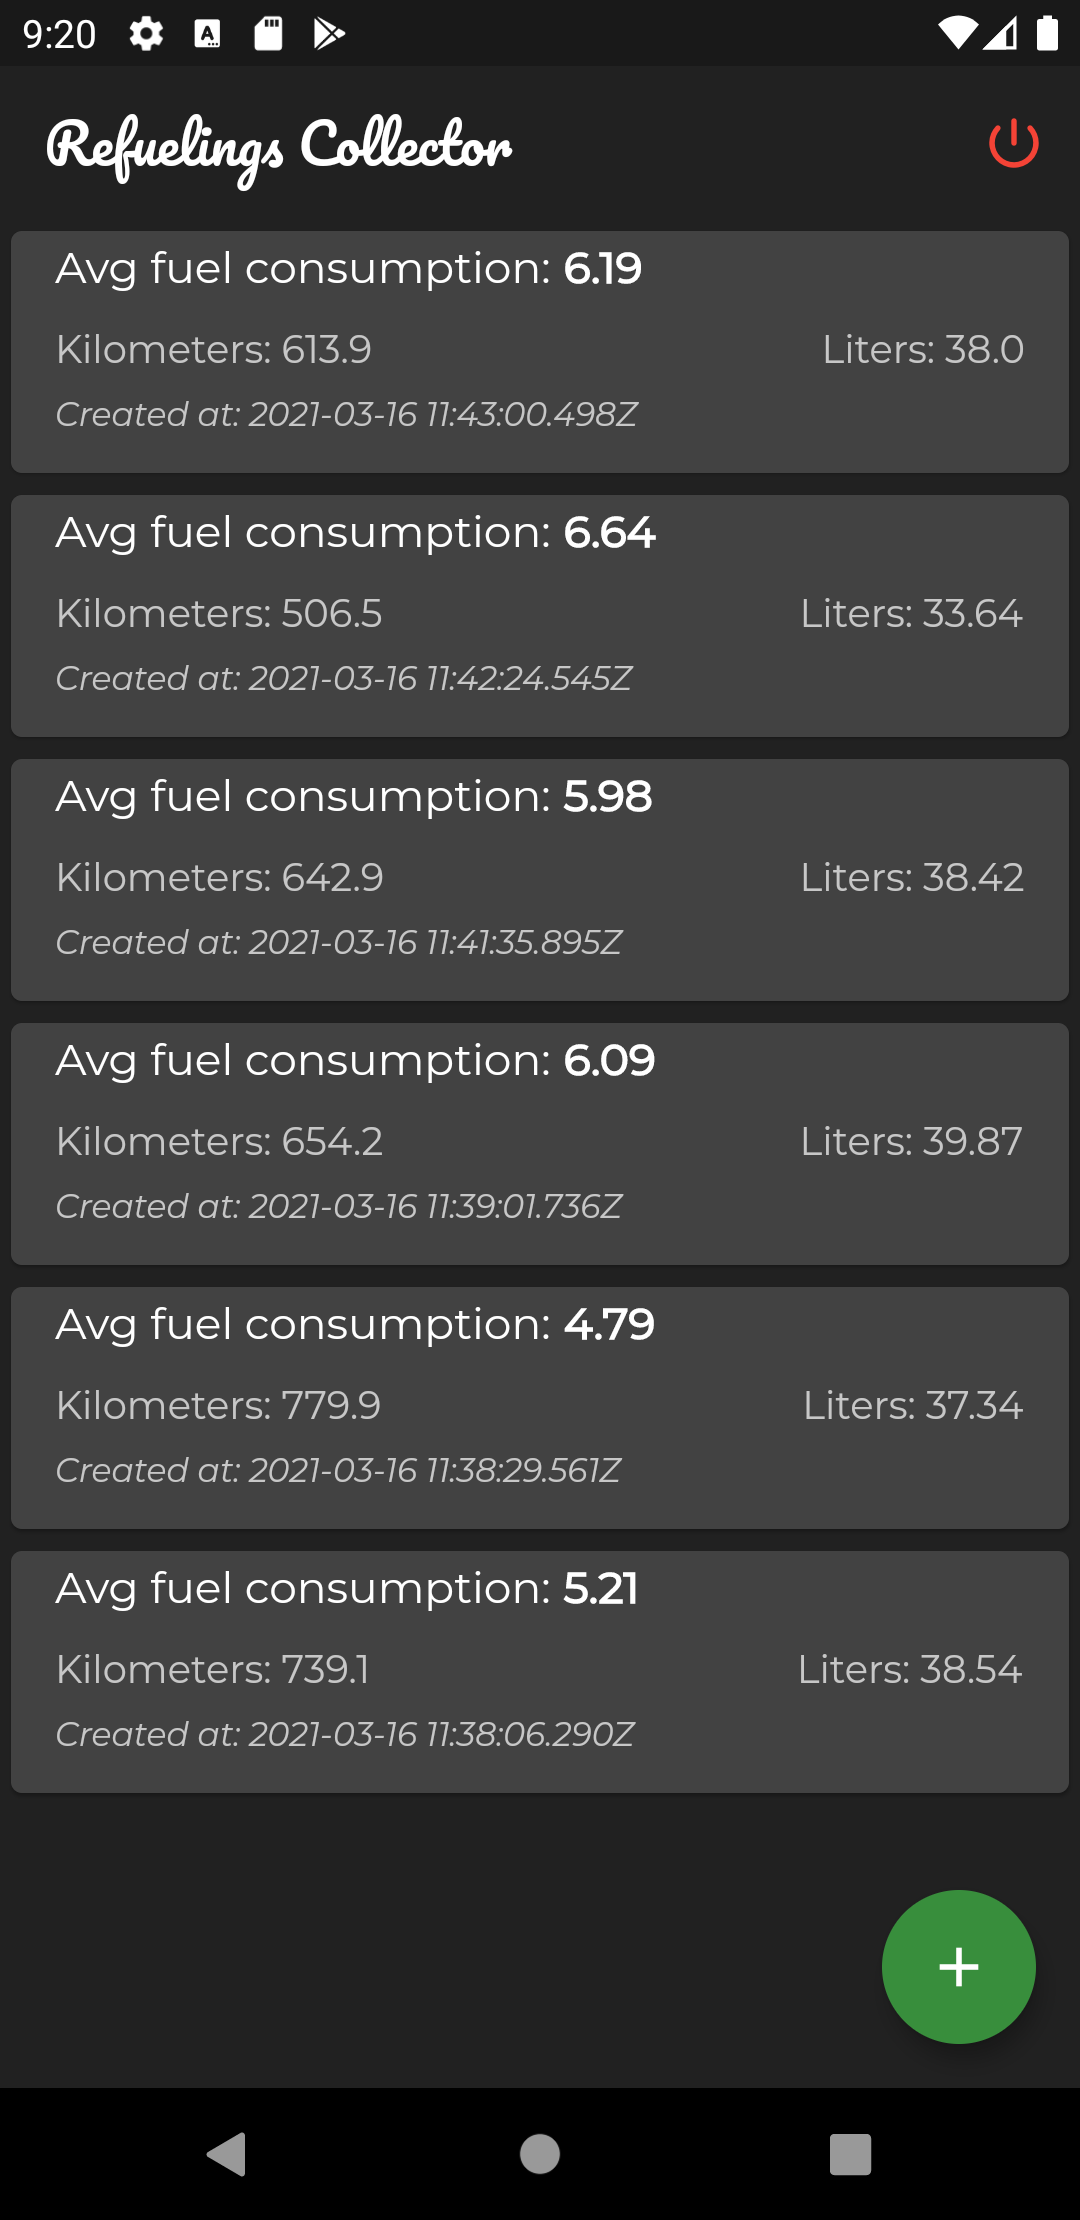 9:20
Refuelings Collector
Avg fuel consumption: 6.19
Kilometers: 613.9 Liters: 38.0
Created at: 2021-03-16 11:43:00.498Z
Avg fuel consumption: 6.64
Kilometers: 506.5 Liters: 33.64
Created at: 2021-03-16 11:42:24.545Z
Avg fuel consumption: 5.98
Kilometers: 642.9 Liters: 38.42
Created at: 2021-03-16 11:41:35.895Z
Avg fuel consumption: 6.09
Kilometers: 654.2 Liters: 39.87
Created at: 2021-03-16 11:39:01.736Z
Avg fuel consumption: 4.79
Kilometers: 779.9 Liters: 37.34
Created at: 2021-03-16 11:38:29.561Z
Avg fuel consumption: 5.21
Kilometers: 739.1 Liters: 38.54
Created at: 2021-03-16 11:38:06.290Z